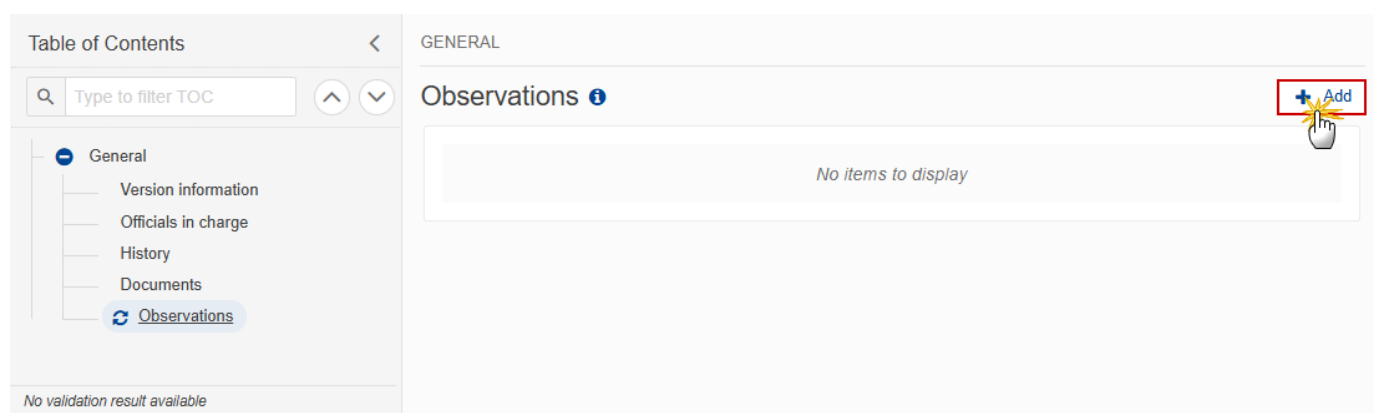 Table of Contents
Type to filter TOC
General
Version information
Officials in charge
History
Documents
Observations
No validation result available
GENERAL
Observations
Add
No items to display